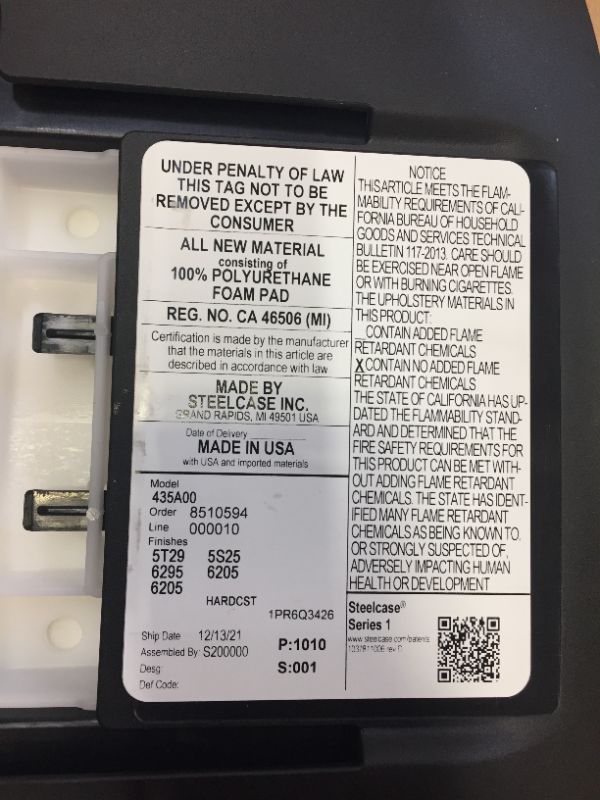 UNDER PENALTY OF LAW
THIS TAG NOT TO BE
REMOVED EXCEPT BY THE
CONSUMER
ALL NEW MATERIAL
consisting of
100% POLYURETHANE
FOAM PAD
REG. NO. CA 46506 (MI)
Certification is made by the manufacturer
that the materials in this article are
described in accordance with law
MADE BY
STEELCASE INC.
GRAND RAPIDS, MI 49501 USA
Date of Delivery
MADE IN USA
with USA and imported materials
Model
435A00
Order 8510594
Line 000010
Finishes
5T29 5S25
6295 6205
6205
HARDCST
1PR6Q3426
Ship Date 12/13/21
P:1010
Assembled By: S200000
Desg:
S:001
Def Code:
NOTICE
THIS ARTICLE MEETS THE FLAM-
MABILITY REQUIREMENTS OF CALI-
FORNIA BUREAU OF HOUSEHOLD
GOODS AND SERVICES TECHNICAL
BULLETIN 117-2013. CARE SHOULD
BE EXERCISED NEAR OPEN FLAME
OR WITH BURNING CIGARETTES.
THE UPHOLSTERY MATERIALS IN
THIS PRODUCT:
CONTAIN ADDED FLAME
RETARDANT CHEMICALS
X CONTAIN NO ADDED FLAME
RETARDANT CHEMICALS
THE STATE OF CALIFORNIA HAS UP-
DATED THE FLAMMABILITY STAND-
ARD AND DETERMINED THAT THE
FIRE SAFETY REQUIREMENTS FOR
THIS PRODUCT CAN BE MET WITH-
OUT ADDING FLAME RETARDANT
CHEMICALS. THE STATE HAS IDENT-
IFIED MANY FLAME RETARDANT
CHEMICALS AS BEING KNOWN TO,
OR STRONGLY SUSPECTED OF,
ADVERSELY IMPACTING HUMAN
HEALTH OR DEVELOPMENT
Steelcase®
Series 1
www.steelcase.com/patents
1037811006 rev D